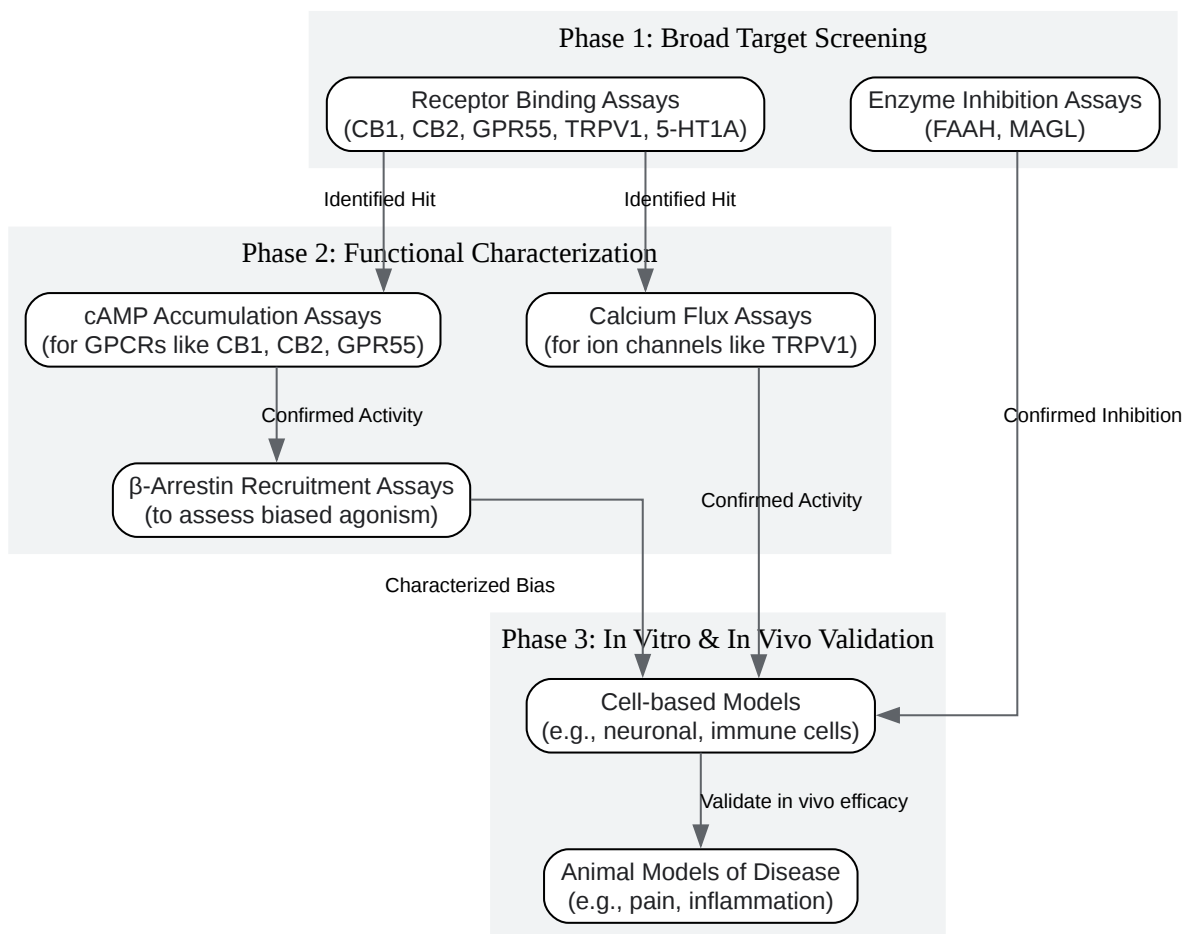 Phase 1: Broad Target Screening
Receptor Binding Assays
(CB1, CB2, GPR55, TRPV1, 5-HT1A)
Enzyme Inhibition Assays
(FAAH, MAGL)
Identified Hit
Identified Hit
Phase 2: Functional Characterization
cAMP Accumulation Assays
(for GPCRs like CB1, CB2, GPR55)
Calcium Flux Assays
(for ion channels like TRPV1)
Confirmed Activity
Confirmed Inhibition
β-Arrestin Recruitment Assays
(to assess biased agonism)
Confirmed Activity
Characterized Bias
Phase 3: In Vitro & In Vivo Validation
Cell-based Models
(e.g., neuronal, immune cells)
Validate in vivo efficacy
Animal Models of Disease
(e.g., pain, inflammation)